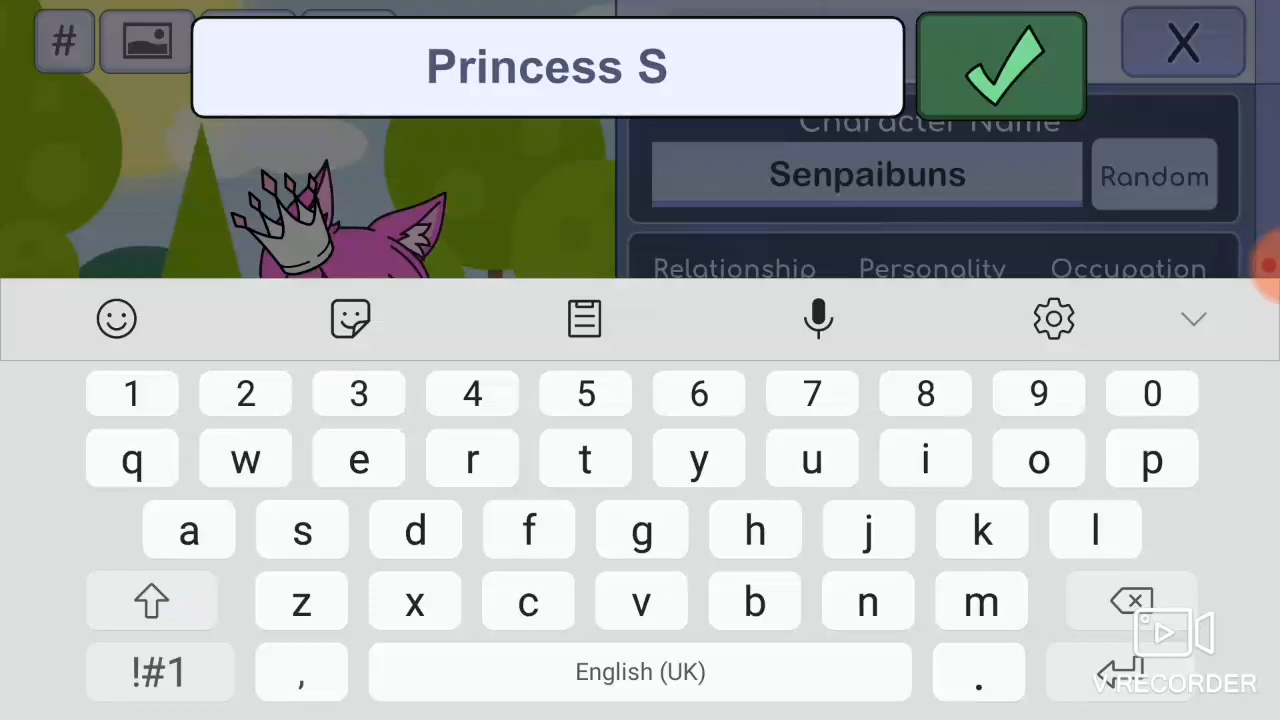 #
Princess S
X
Character Name
Senpaibuns
Random
Relationship Personality Occupation
1 2 3 4 5 6 7 8 9 0
q w e r t y u i o p
a s d f g h j k l
z x c v b n m
!#1 , English (UK) .
VRECORDER